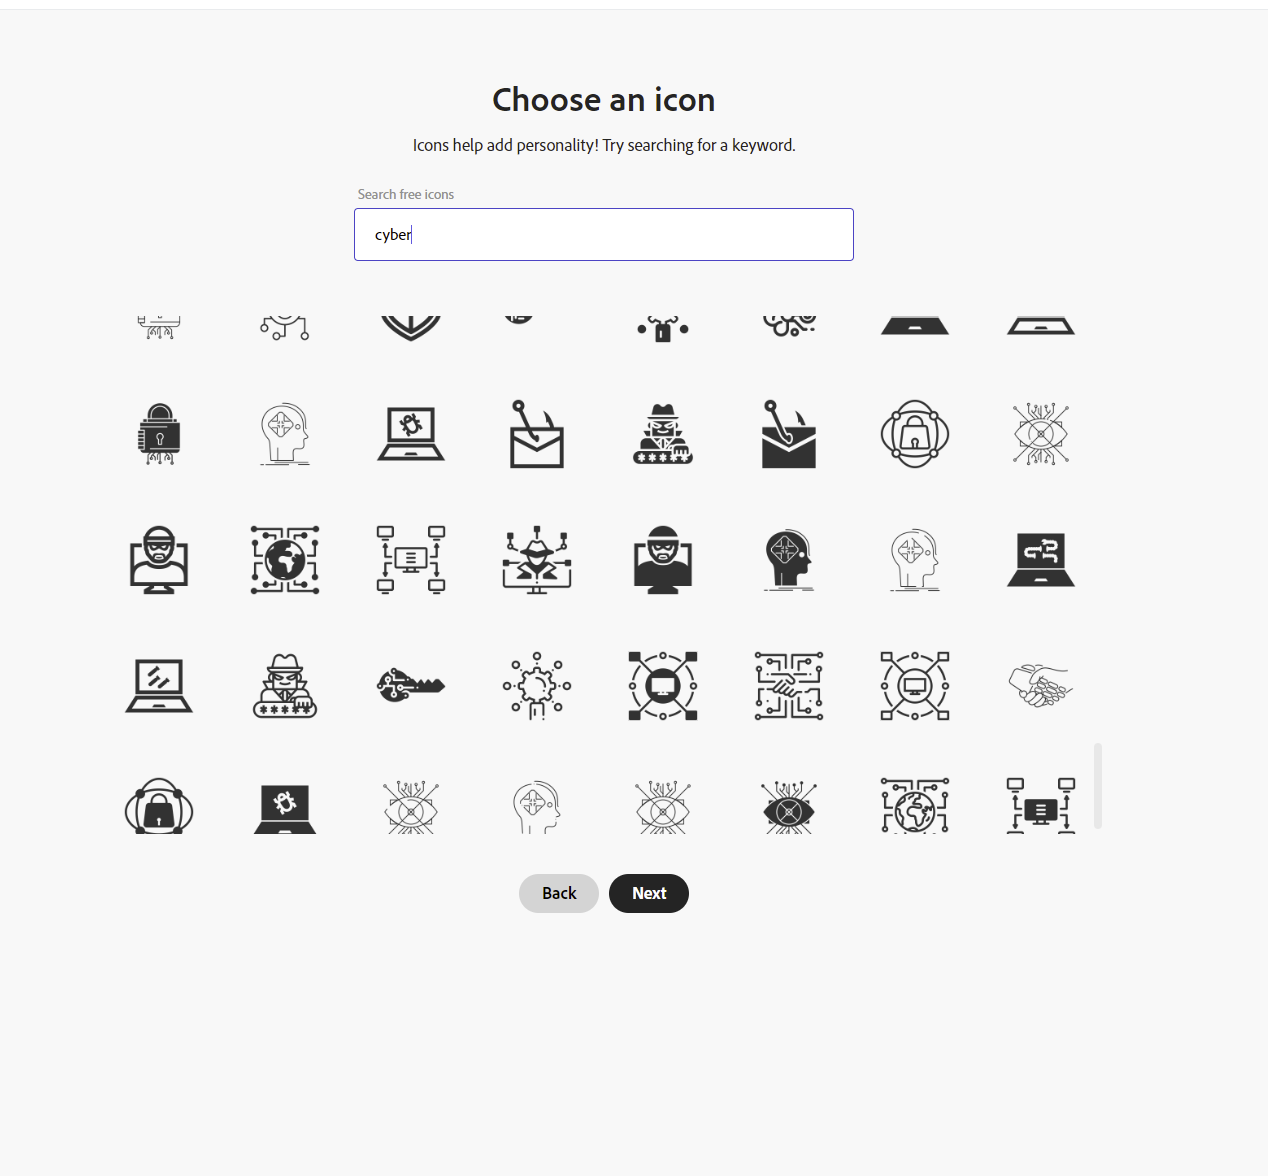 Choose an icon
Icons help add personality! Try searching for a keyword.
Search free icons
cyber
Back
Next